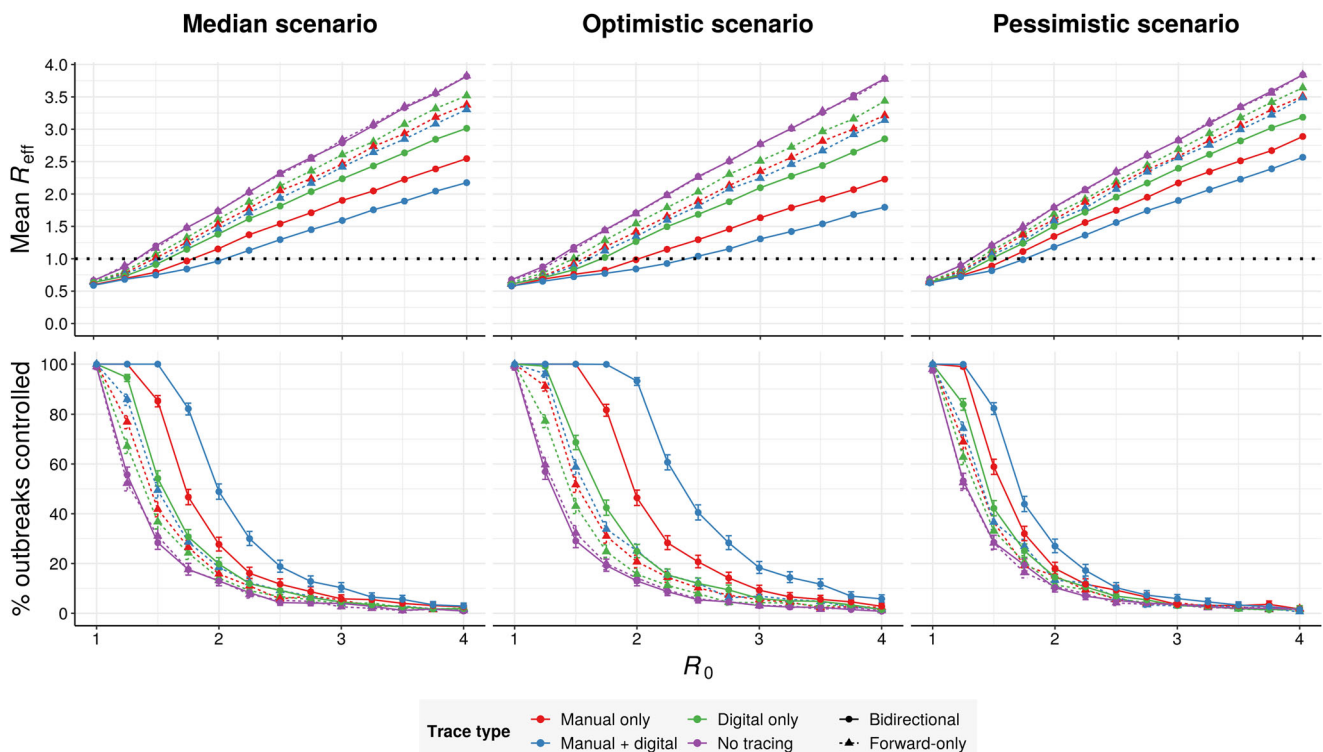 Median scenario
Optimistic scenario
Pessimistic scenario
Mean Reff
4.0
3.5
3.0
2.5
2.0
1.5
1.0
0.5
0.0
% outbreaks controlled
100
80
60
40
20
0
1 2 3 4
1 2 3 4
1 2 3 4
R0
Trace type
Manual only
Digital only
Bidirectional
Manual + digital
No tracing
Forward-only